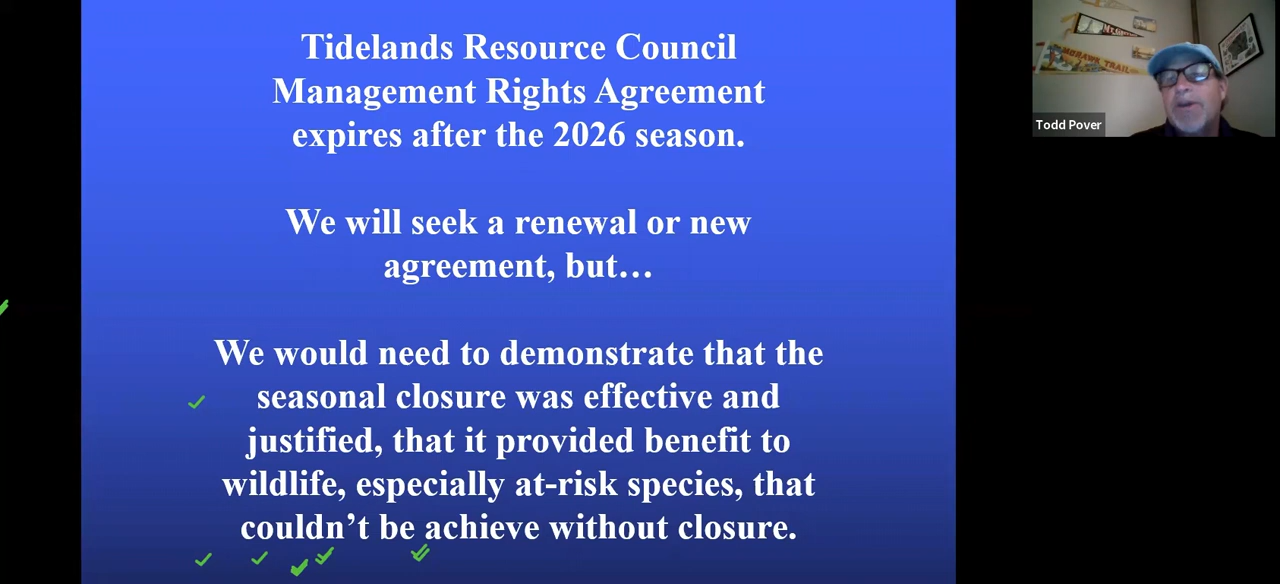 Tidelands Resource Council
Management Rights Agreement
expires after the 2026 season.
We will seek a renewal or new
agreement, but…
We would need to demonstrate that the
seasonal closure was effective and
justified, that it provided benefit to
wildlife, especially at-risk species, that
couldn’t be achieve without closure.
MOHAWK TRAIL
Todd Pover